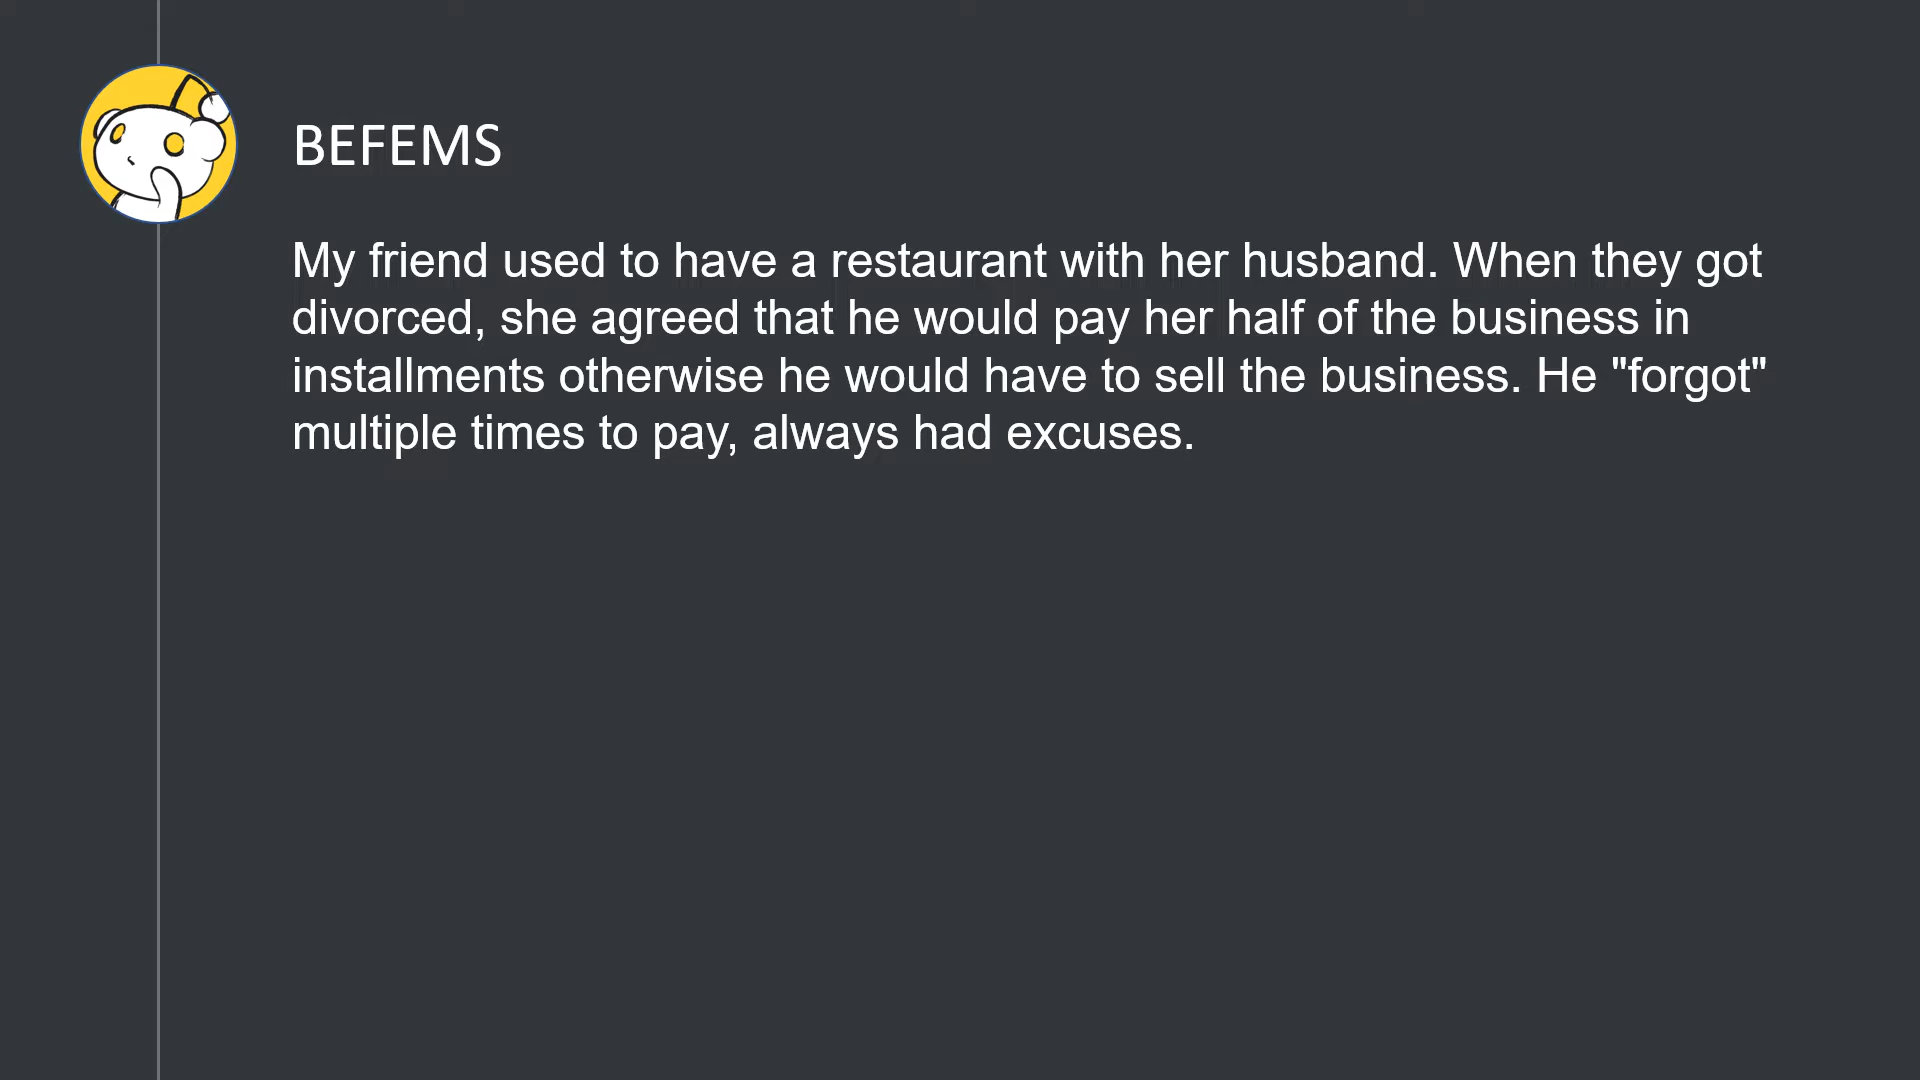 BEFEMS
My friend used to have a restaurant with her husband. When they got
divorced, she agreed that he would pay her half of the business in
installments otherwise he would have to sell the business. He "forgot"
multiple times to pay, always had excuses.